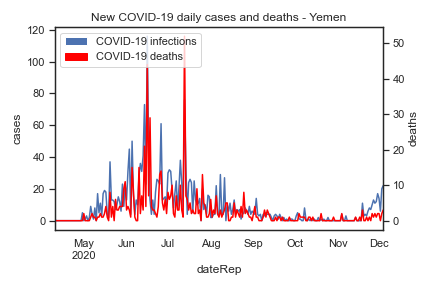 New COVID-19 daily cases and deaths - Yemen
COVID-19 infections
COVID-19 deaths
120
100
80
60
40
20
0
cases
50
40
30
20
10
0
deaths
May Jun Jul Aug Sep Oct Nov Dec
2020
dateRep